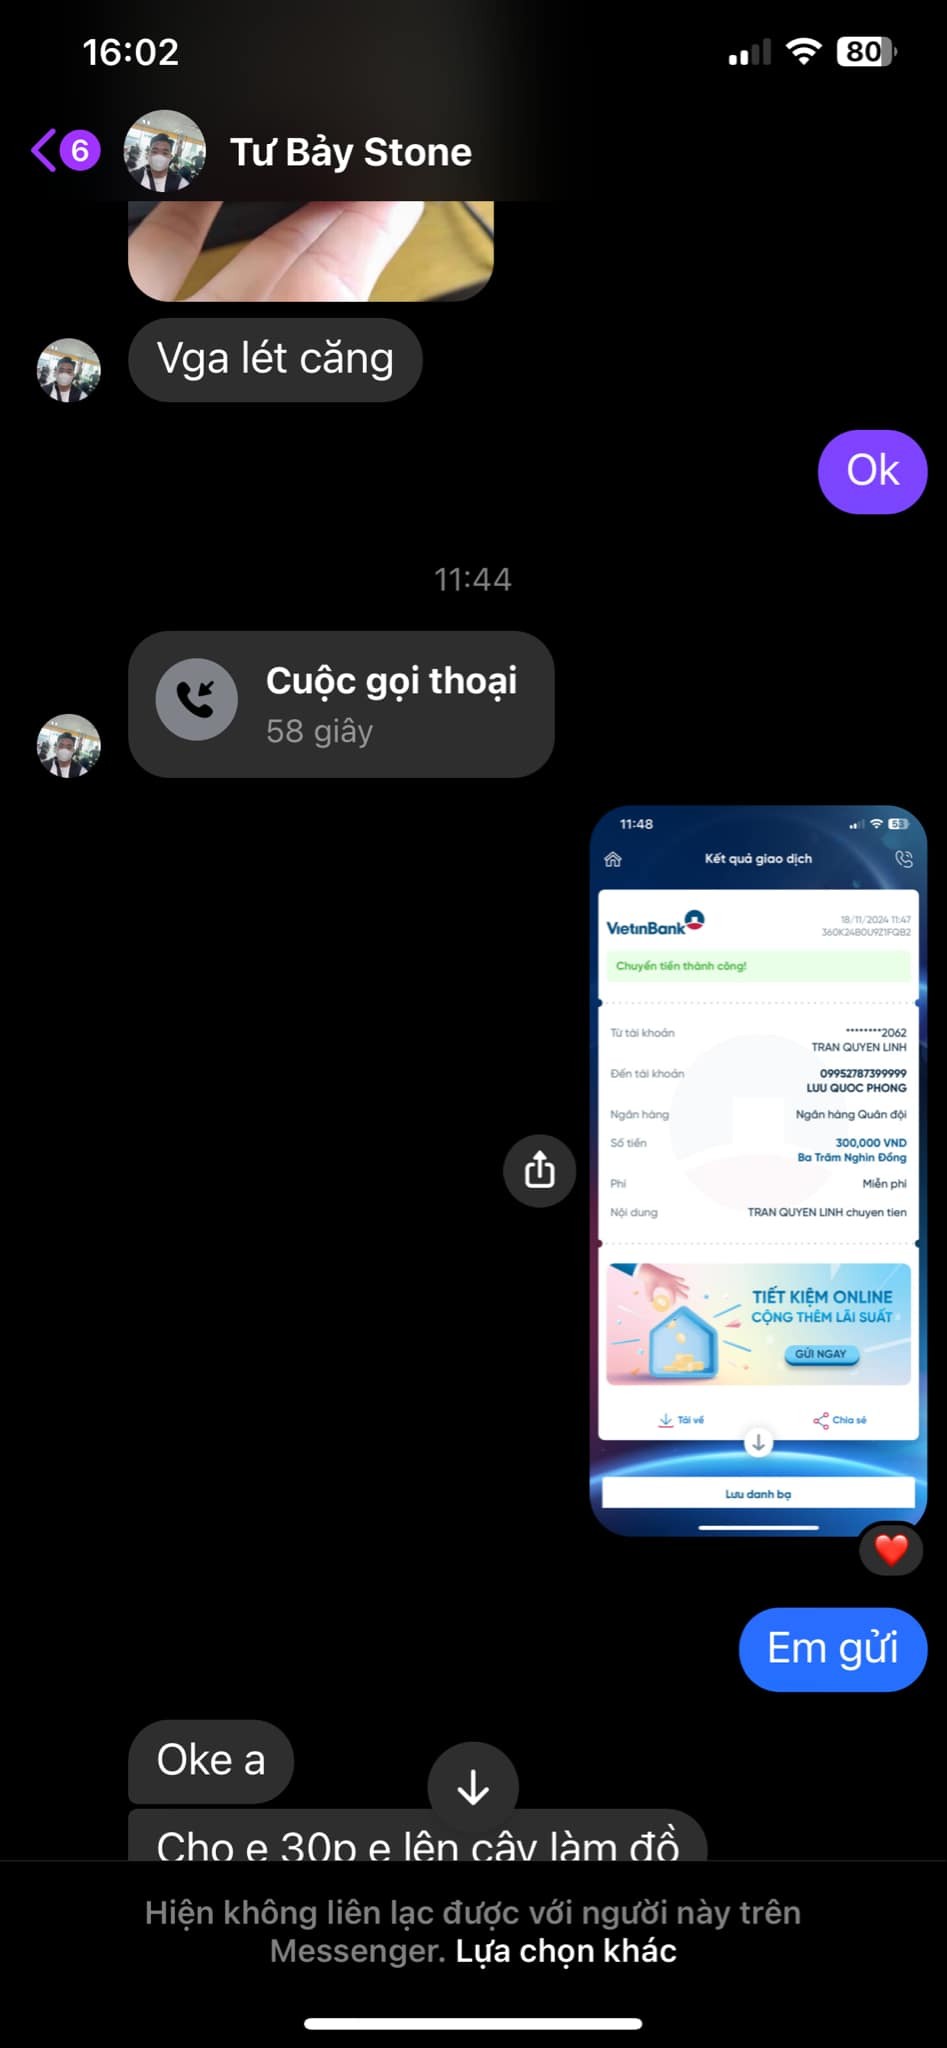 16:02
80
6
Tư Bảy Stone
Vga lét căng
Ok
11:44
Cuộc gọi thoại
58 giây
11:48
53
Kết quả giao dịch
VietinBank
18/11/2024 11:47
Chuyển tiền thành công!
Từ tài khoản
********2062
TRAN QUYEN LINH
Đến tài khoản
09952787399999
LUU QUOC PHONG
Ngân hàng
Ngân hàng Quân đội
Số tiền
300,000 VND
Ba Trăm Nghìn Đồng
Phí
Miễn phí
Nội dung
TRAN QUYEN LINH chuyen tien
TIẾT KIỆM ONLINE
CỘNG THÊM LÃI SUẤT
GỬI NGAY
Tải về
Chia sẻ
Lưu danh bạ
Em gửi
Oke a
Cho e 30p e lên cây làm đồ
Hiện không liên lạc được với người này trên
Messenger. Lựa chọn khác